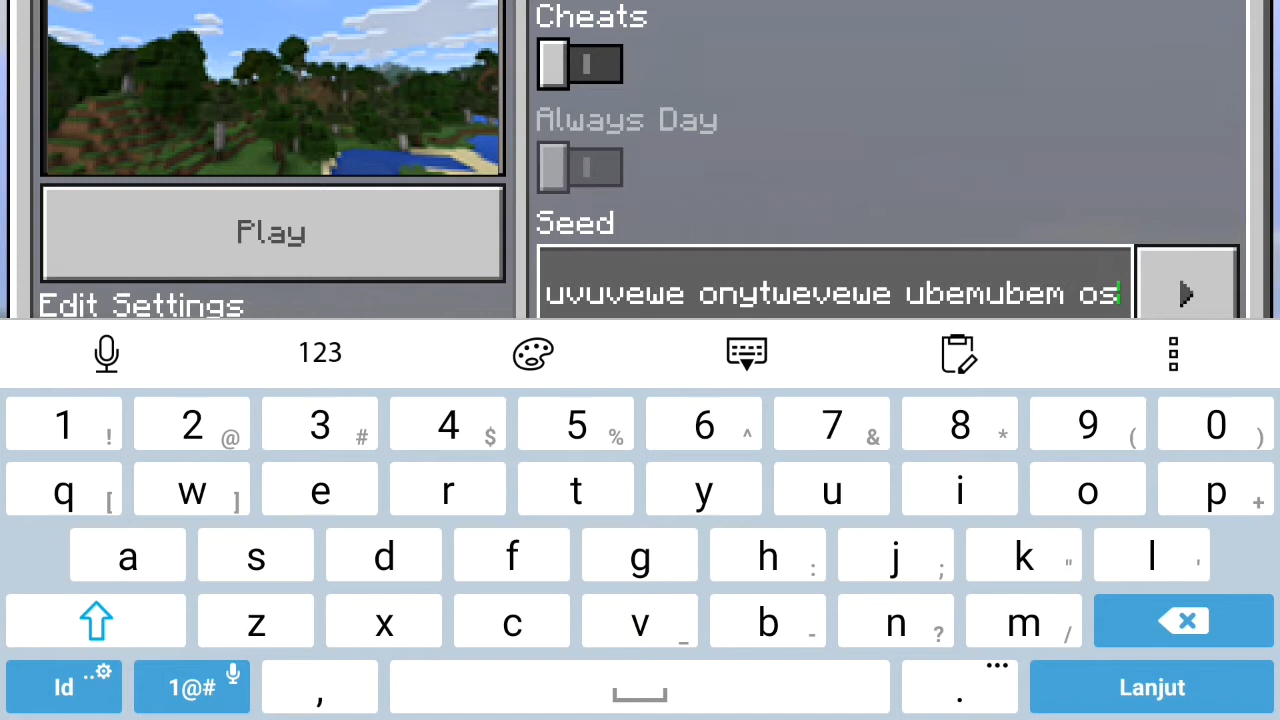 Cheats
Always Day
Seed
Play
uvuvewe onytwevewe ubemubem os
Edit Settings
123
1 ! 2 @ 3 # 4 $ 5 % 6 ^ 7 & 8 * 9 ( 0 )
q [ w ] e r t y u i o p +
a s d f g h : j ; k " l '
z x c v _ b - n ? m /
Id 1@# , . Lanjut